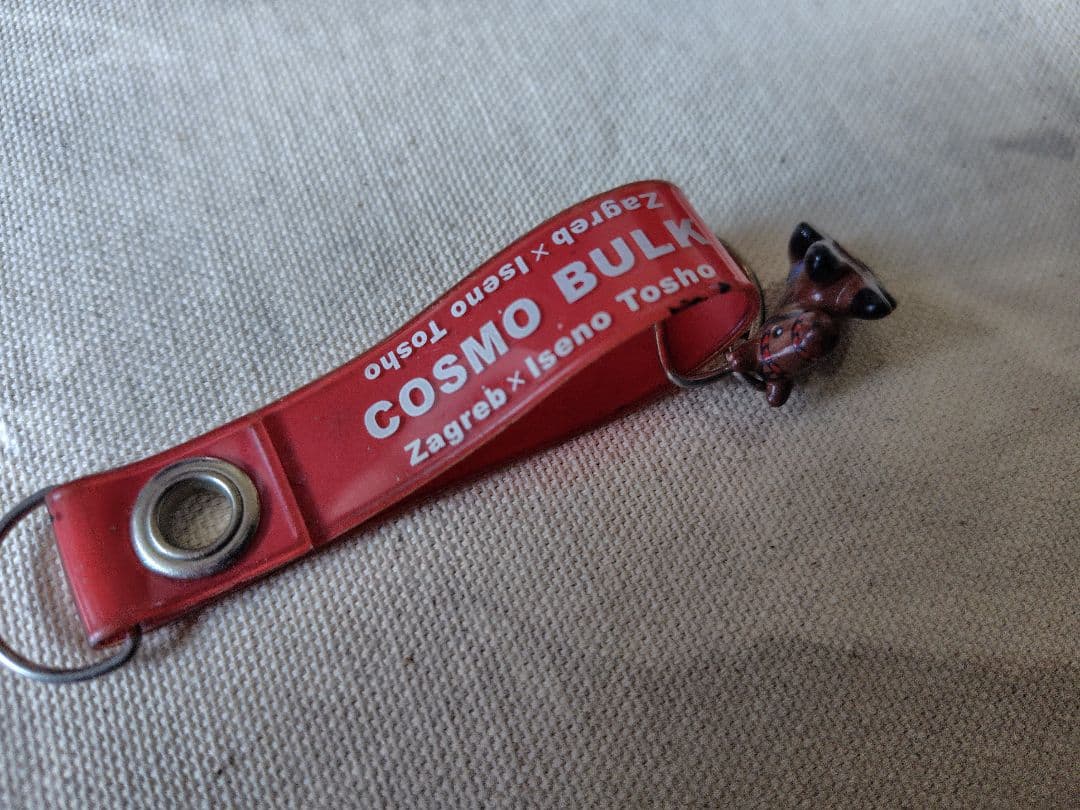 Zagreb × Iseno Tosho
COSMO BULK
Zagreb × Iseno Tosho